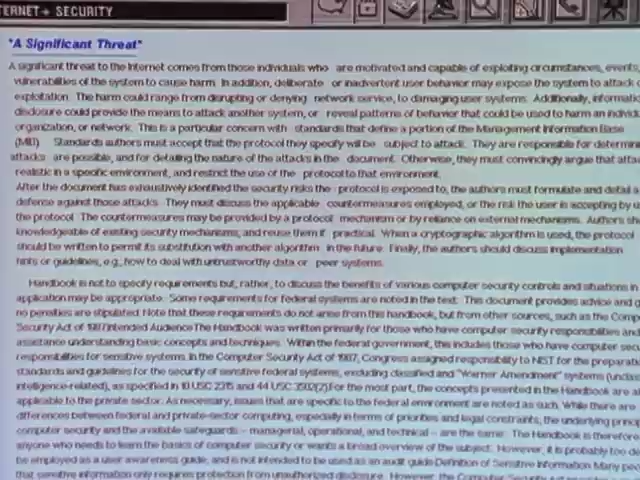 TERNET+ SECURITY
"A Significant Threat"
A significant threat to the Internet comes from those individuals who are motivated and capable of exploiting circumstances, events,
vulnerabilities of the system to cause harm. In addition, deliberate or inadvertent user behavior may expose the system to attack o
exploitation. The harm could range from disrupting or denying network service, to damaging user systems. Additionally, informati
disclosure could provide the means to attack another system, or reveal patterns of behavior that could be used to harm an individu
organization, or network. This is a particular concern with standards that define a portion of the Management Information Base
(MIB). Standards authors must accept that the protocol they specify will be subject to attack. They are responsible for determin
attacks are possible, and for detailing the nature of the attacks in the document. Otherwise, they must convincingly argue that attac
realistic in a specific environment, and restrict the use of the protocol to that environment.
After the document has exhaustively identified the security risks the protocol is exposed to, the authors must formulate and detail a
defense against those attacks. They must discuss the applicable countermeasures employed, or the risk the user is accepting by us
the protocol. The countermeasures may be provided by a protocol mechanism or by reliance on external mechanisms. Authors sh
knowledgeable of existing security mechanisms, and reuse them if practical. When a cryptographic algorithm is used, the protocol
should be written to permit its substitution with another algorithm in the future. Finally, the authors should discuss implementation
hints or guidelines, e.g., how to deal with untrustworthy data or peer systems.
Handbook is not to specify requirements but, rather, to discuss the benefits of various computer security controls and situations in
application may be appropriate. Some requirements for federal systems are noted in the text. This document provides advice and g
no penalties are stipulated. Note that these requirements do not arise from this handbook, but from other sources, such as the Comp
Security Act of 1987.Intended Audience The Handbook was written primarily for those who have computer security responsibilities and
assistance understanding basic concepts and techniques. Within the federal government, this includes those who have computer secu
responsibilities for sensitive systems. In the Computer Security Act of 1987, Congress assigned responsibility to NIST for the preparatio
standards and guidelines for the security of sensitive federal systems, excluding classified and "Warner Amendment" systems (unclas
intelligence-related), as specified in 10 USC 2315 and 44 USC 3502(2).For the most part, the concepts presented in the Handbook are al
applicable to the private sector. As necessary, issues that are specific to the federal environment are noted as such. While there are
differences between federal and private-sector computing, especially in terms of priorities and legal constraints, the underlying princip
computer security and the available safeguards -- managerial, operational, and technical -- are the same. The Handbook is therefore
anyone who needs to learn the basics of computer security or wants a broad overview of the subject. However, it is probably too de
be employed as a user awareness guide, and is not intended to be used as an audit guide.Definition of Sensitive Information Many peo
that sensitive information only requires protection from unauthorized disclosure. However, the Computer Security Act